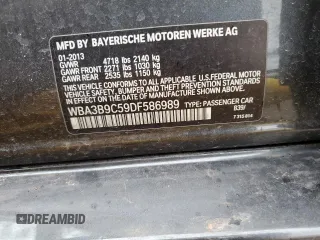 MFD BY BAYERISCHE MOTOREN WERKE AG
01-2013
GVWR 4718 lbs 2140 kg
GAWR FRONT 2271 lbs 1030 kg
GAWR REAR 2535 lbs 1150 kg
THIS VEHICLE CONFORMS TO ALL APPLICABLE
U.S. FEDERAL MOTOR VEHICLE SAFETY,
BUMPER, AND THEFT PREVENTION
STANDARDS IN EFFECT ON THE DATE OF
MANUFACTURE SHOWN ABOVE.
WBA3B9C59DF586989 TYPE: PASSENGER CAR
DREAMBID
DREAMBID.COM